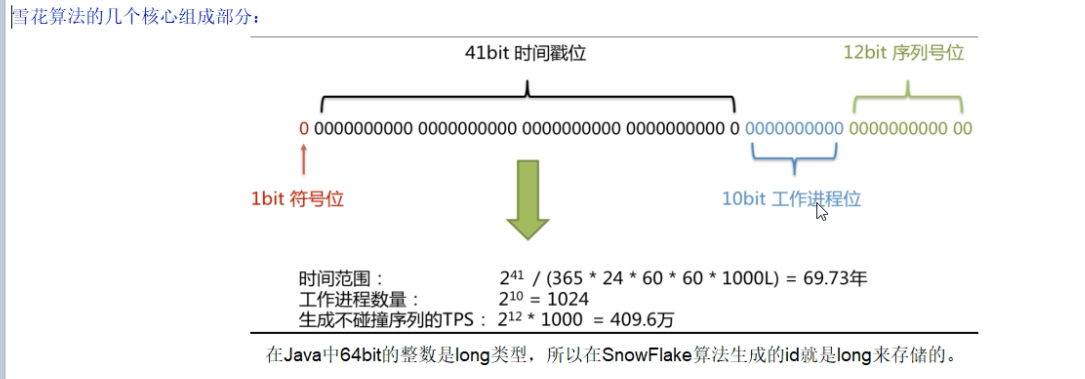 雪花算法的几个核心组成部分：
41bit 时间戳位
12bit 序列号位
0 0000000000 0000000000 0000000000 0000000000 0 0000000000 0000000000 00
1bit 符号位
10bit 工作进程位
时间范围： 2⁴¹ / (365 * 24 * 60 * 60 * 1000L) = 69.73年
工作进程数量： 2¹⁰ = 1024
生成不碰撞序列的TPS： 2¹² * 1000 = 409.6万
在Java中64bit的整数是long类型，所以在SnowFlake算法生成的id就是long来存储的。